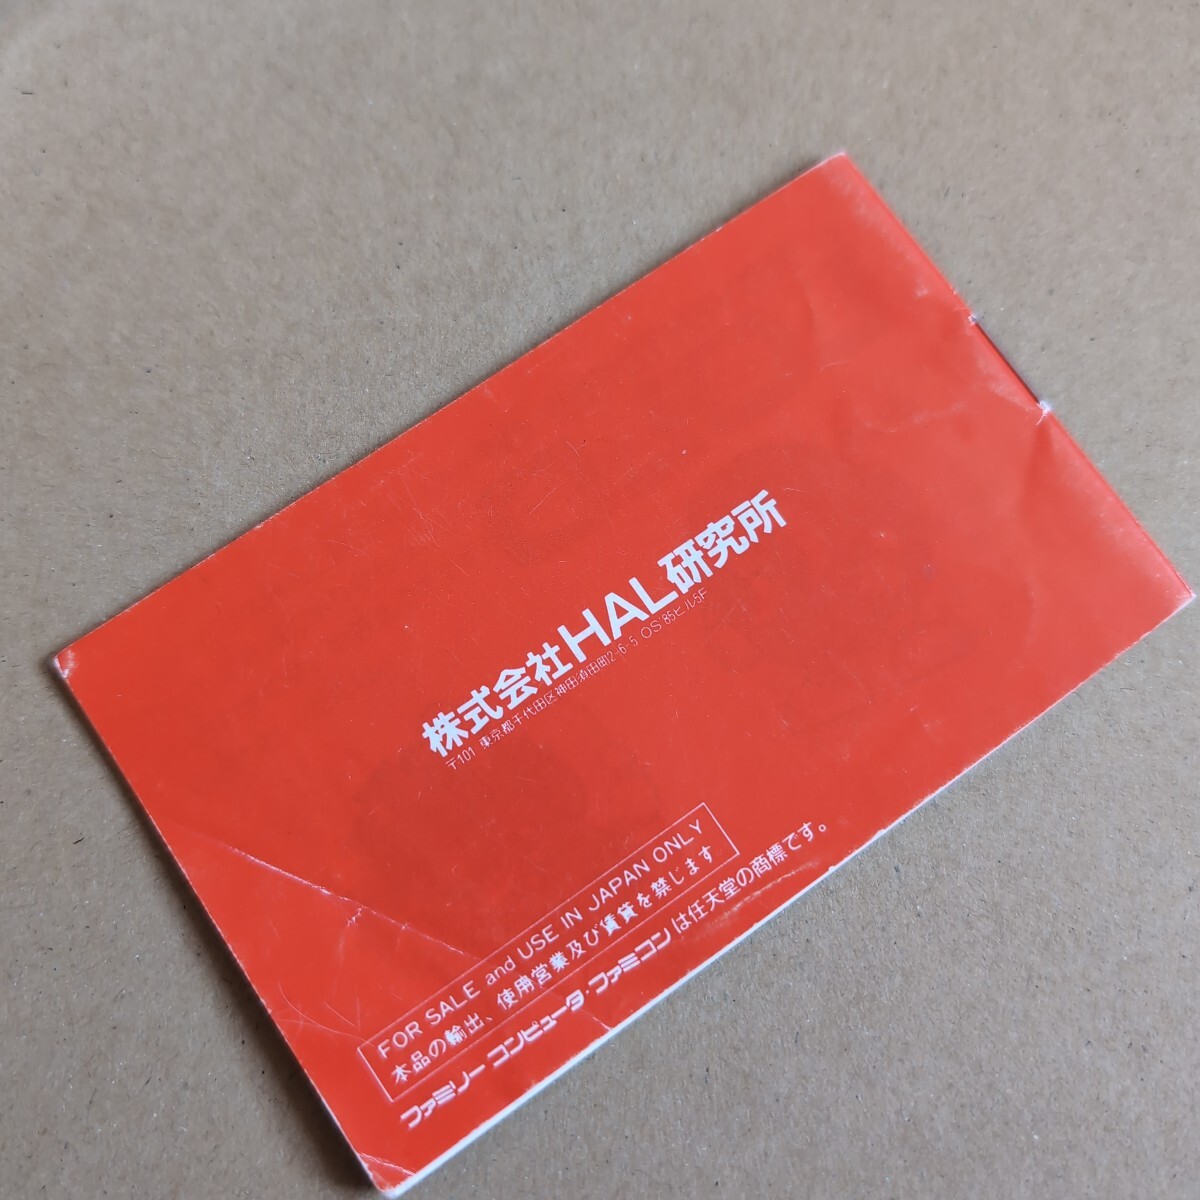 株式会社HAL研究所
〒101 東京都千代田区神田須田町2-6-5 OS'85ビル5F
FOR SALE and USE IN JAPAN ONLY
本品の輸出、使用営業及び賃貸を禁じます
ファミリーコンピュータ・ファミコンは任天堂の商標です。